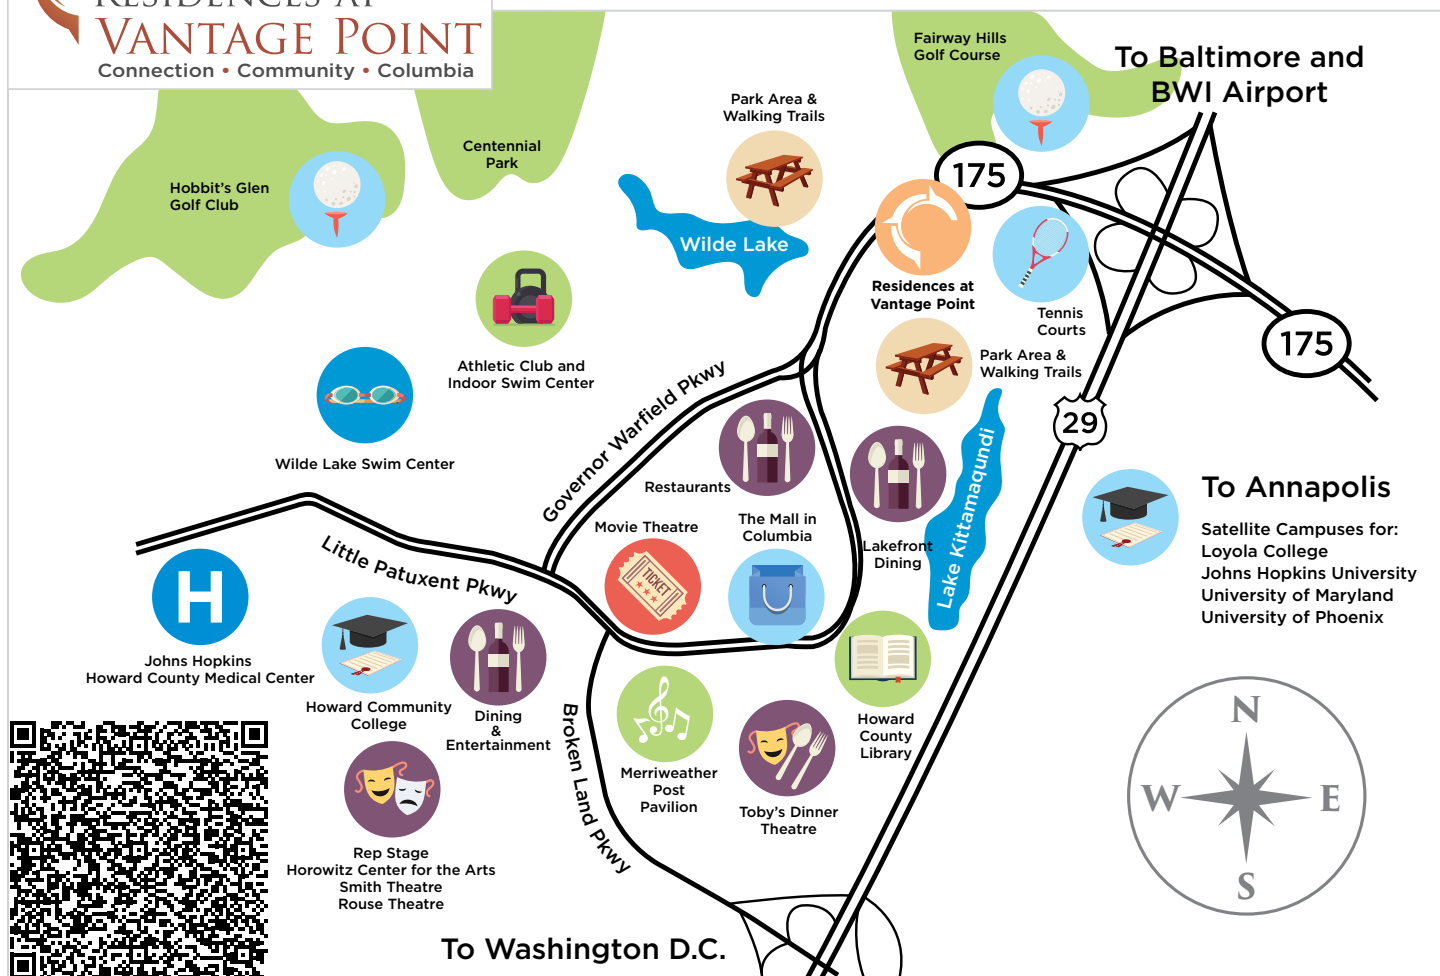 RESIDENCES AT
VANTAGE POINT
Connection • Community • Columbia
Fairway Hills
Golf Course
To Baltimore and
BWI Airport
Park Area &
Walking Trails
Centennial
Park
175
Hobbit's Glen
Golf Club
Wilde Lake
Residences at
Vantage Point
Tennis
Courts
175
Park Area &
Walking Trails
Athletic Club and
Indoor Swim Center
29
Governor Warfield Pkwy
Wilde Lake Swim Center
Restaurants
To Annapolis
Satellite Campuses for:
Loyola College
Johns Hopkins University
University of Maryland
University of Phoenix
Movie Theatre
The Mall in
Columbia
Lakefront
Dining
Lake Kittamaqundi
Little Patuxent Pkwy
TICKET
H
Johns Hopkins
Howard County Medical Center
Howard Community
College
Dining
&
Entertainment
Broken Land Pkwy
Merriweather
Post
Pavilion
Toby's Dinner
Theatre
Howard
County
Library
N
W
E
S
Rep Stage
Horowitz Center for the Arts
Smith Theatre
Rouse Theatre
To Washington D.C.